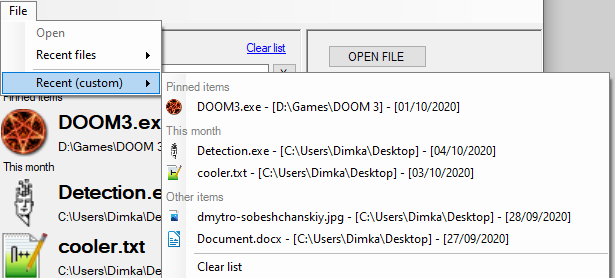 File
Open
Recent files
Clear list
OPEN FILE
Recent (custom)
Pinned items
DOOM3.exe - [D:\Games\DOOM 3] - [01/10/2020]
This month
Detection.exe - [C:\Users\Dimka\Desktop] - [04/10/2020]
cooler.txt - [C:\Users\Dimka\Desktop] - [03/10/2020]
Other items
dmytro-sobeshchanskiy.jpg - [C:\Users\Dimka\Desktop] - [28/09/2020]
Document.docx - [C:\Users\Dimka\Desktop] - [27/09/2020]
Clear list
Pinned items
DOOM3.ex
D:\Games\DOOM 3
This month
Detection.e
C:\Users\Dimka\
N++
cooler.txt
C:\Users\Dimka\